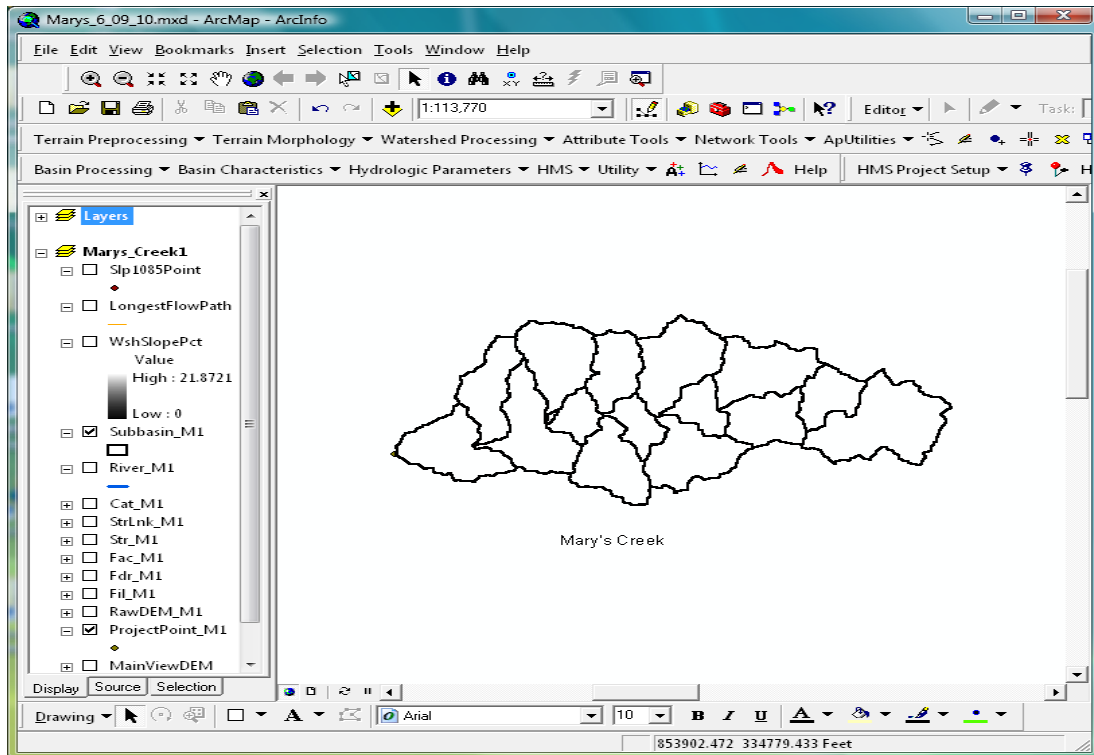 Marys_6_09_10.mxd - ArcMap - ArcInfo
File Edit View Bookmarks Insert Selection Tools Window Help
1:113,770 Editor Task:
Terrain Preprocessing Terrain Morphology Watershed Processing Attribute Tools Network Tools ApUtilities
Basin Processing Basin Characteristics Hydrologic Parameters HMS Utility Help HMS Project Setup H
Layers
Marys_Creek1
Slp1085Point
LongestFlowPath
WshSlopePct
Value
High : 21.8721
Low : 0
Subbasin_M1
River_M1
Cat_M1
StrLnk_M1
Str_M1
Fac_M1
Fdr_M1
Fil_M1
RawDEM_M1
ProjectPoint_M1
MainViewDEM
Mary's Creek
Display Source Selection
Drawing A Arial 10 B I U A
853902.472 334779.433 Feet